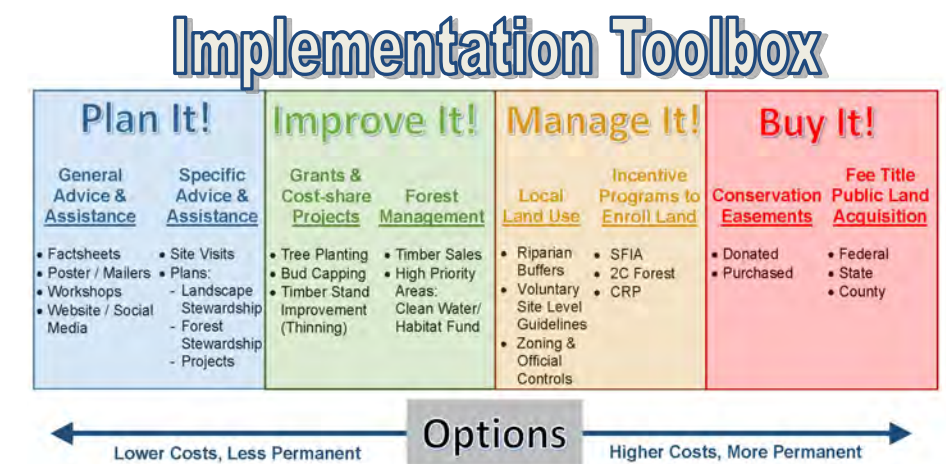 Implementation Toolbox
Plan It!
General
Advice &
Assistance
• Factsheets
• Poster / Mailers
• Workshops
• Website / Social
Media
Specific
Advice &
Assistance
• Site Visits
• Plans:
- Landscape
Stewardship
- Forest
Stewardship
- Projects
Improve It!
Grants &
Cost-share
Projects
• Tree Planting
• Bud Capping
• Timber Stand
Improvement
(Thinning)
Forest
Management
• Timber Sales
• High Priority
Areas:
Clean Water/
Habitat Fund
Manage It!
Local
Land Use
• Riparian
Buffers
• Voluntary
Site Level
Guidelines
• Zoning &
Official
Controls
Incentive
Programs to
Enroll Land
• SFIA
• 2C Forest
• CRP
Buy It!
Conservation
Easements
• Donated
• Purchased
Fee Title
Public Land
Acquisition
• Federal
• State
• County
Options
Lower Costs, Less Permanent
Higher Costs, More Permanent